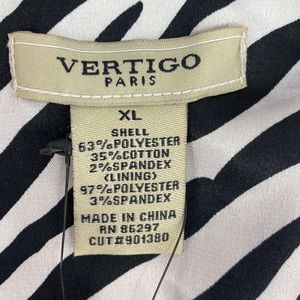 VERTIGO
PARIS
XL
SHELL
63%POLYESTER
35%COTTON
2%SPANDEX
(LINING)
97%POLYESTER
3%SPANDEX
MADE IN CHINA
RN 86297
CUT#901380